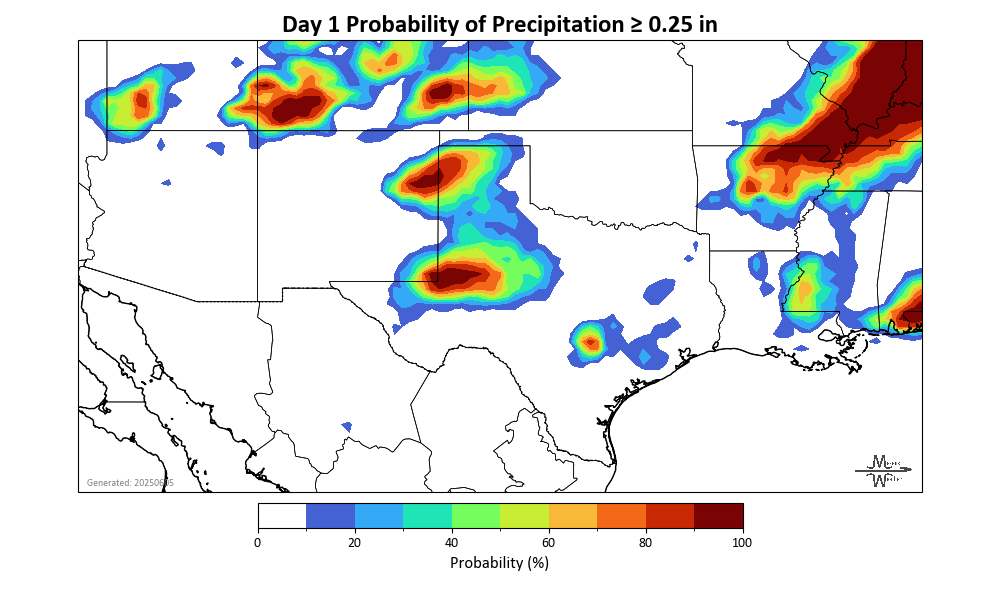 Day 1 Probability of Precipitation ≥ 0.25 in
Generated: 20250605
0 20 40 60 80 100
Probability (%)